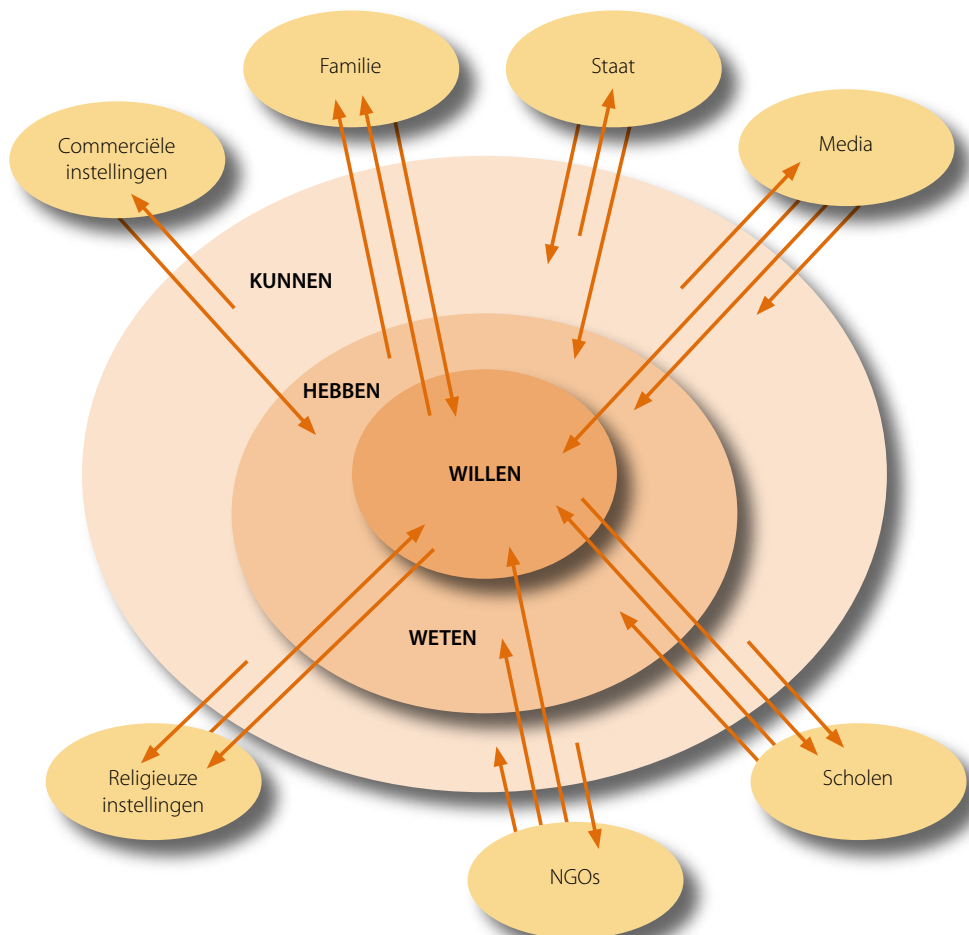 Familie
Staat
Commerciële
instellingen
Media
KUNNEN
HEBBEN
WILLEN
WETEN
Religieuze
instellingen
Scholen
NGOs